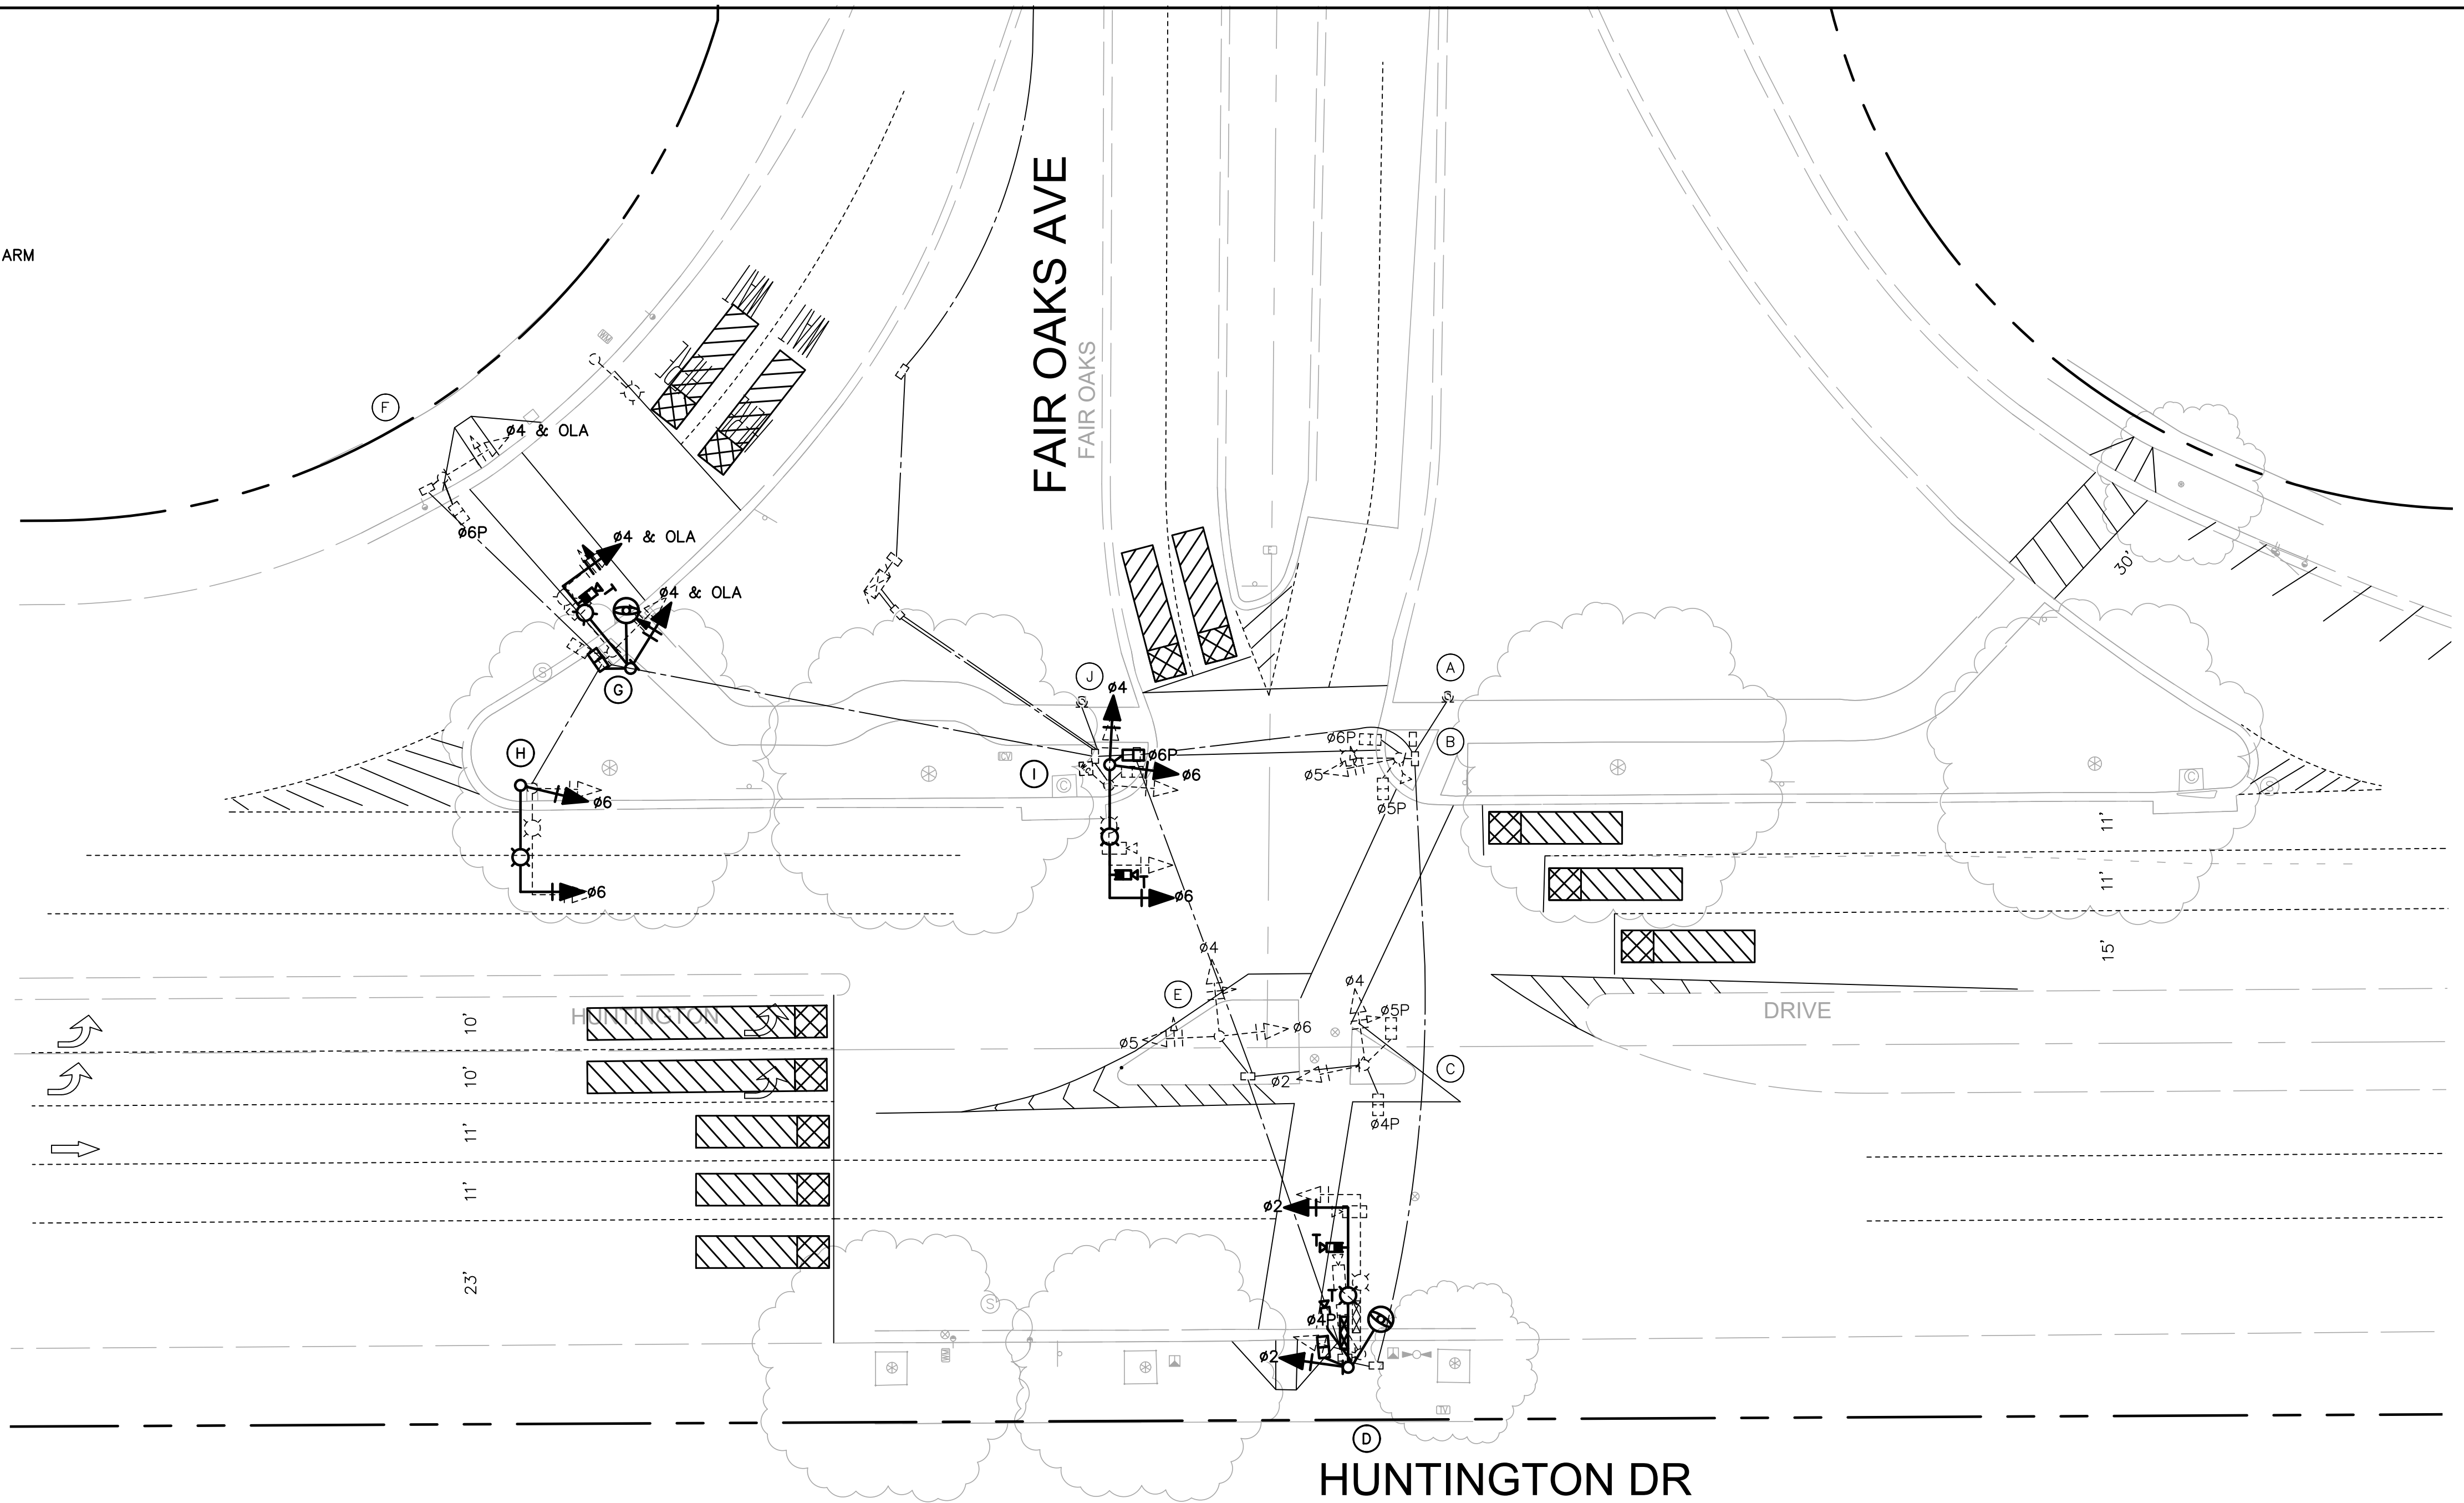 ARM
FAIR OAKS AVE
FAIR OAKS
F
ø4 & OLA
ø6P
ø4 & OLA
ø4 & OLA
G
H
ø6
ø6
S
J
ø4
ø6P
ø6
I
ø6
CV
C
A
B
ø6P
ø5
ø5P
30'
C
S
11'
11'
15'
ø4
E
ø5
ø6
ø4
ø5P
ø2
C
ø4P
HUNTINGTON
DRIVE
10'
10'
11'
11'
23'
ø2
T
T
ø4P
ø2
S
TV
D
HUNTINGTON DR